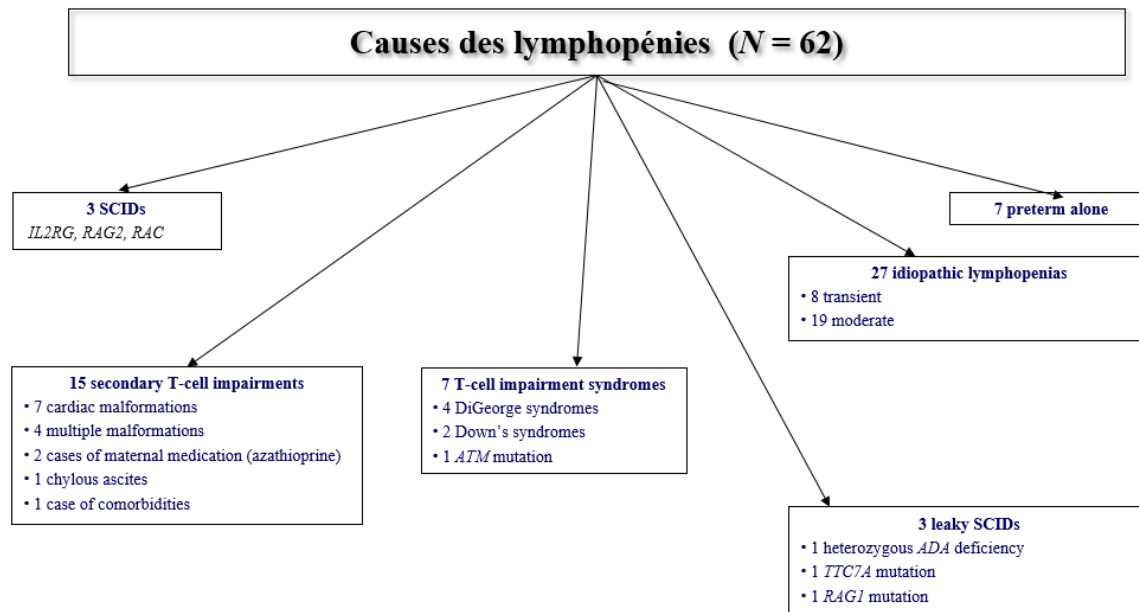 Causes des lymphopénies (N = 62)
3 SCIDs
IL2RG, RAG2, RAC
7 preterm alone
27 idiopathic lymphopenias
• 8 transient
• 19 moderate
15 secondary T-cell impairments
• 7 cardiac malformations
• 4 multiple malformations
• 2 cases of maternal medication (azathioprine)
• 1 chylous ascites
• 1 case of comorbidities
7 T-cell impairment syndromes
• 4 DiGeorge syndromes
• 2 Down’s syndromes
• 1 ATM mutation
3 leaky SCIDs
• 1 heterozygous ADA deficiency
• 1 TTC7A mutation
• 1 RAG1 mutation